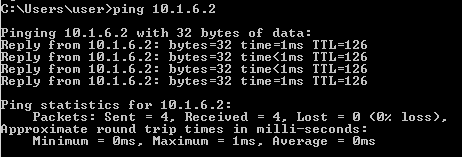 C:\Users\user>ping 10.1.6.2
Pinging 10.1.6.2 with 32 bytes of data:
Reply from 10.1.6.2: bytes=32 time=1ms TTL=126
Reply from 10.1.6.2: bytes=32 time<1ms TTL=126
Reply from 10.1.6.2: bytes=32 time<1ms TTL=126
Reply from 10.1.6.2: bytes=32 time<1ms TTL=126
Ping statistics for 10.1.6.2:
Packets: Sent = 4, Received = 4, Lost = 0 (0% loss),
Approximate round trip times in milli-seconds:
Minimum = 0ms, Maximum = 1ms, Average = 0ms